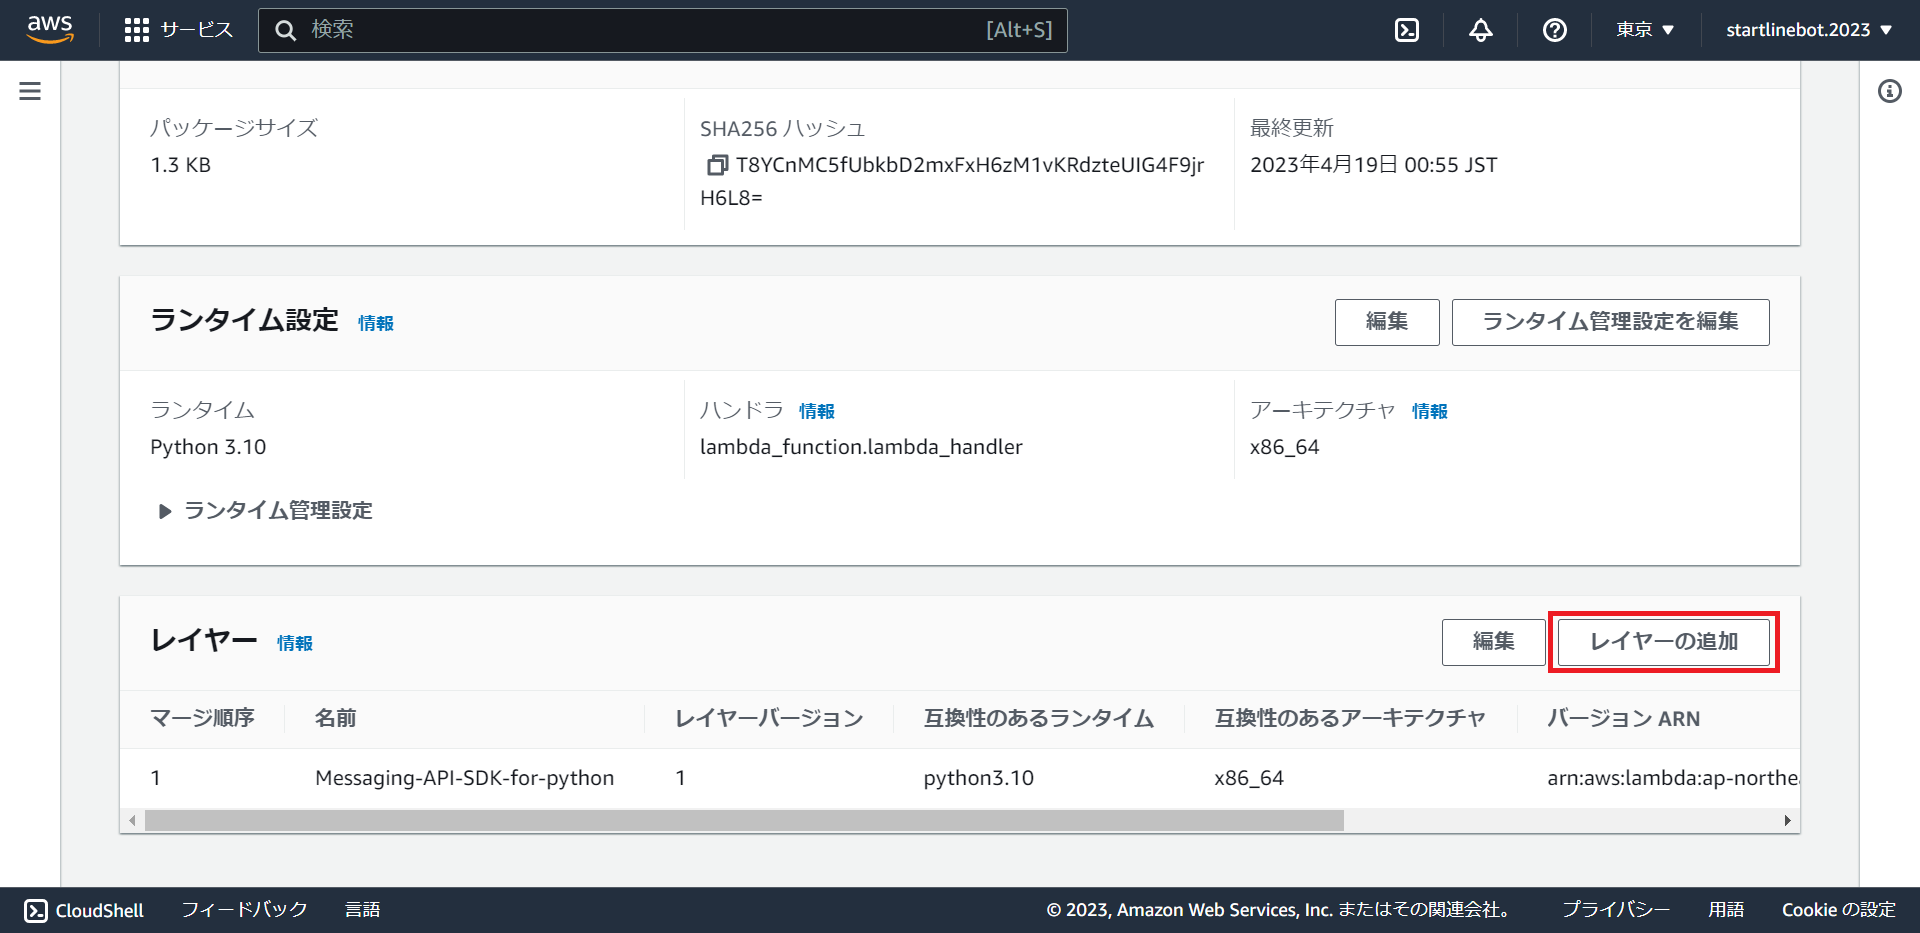 aws
サービス
検索
[Alt+S]
東京 ▼
startlinebot.2023 ▼
パッケージサイズ
1.3 KB
SHA256 ハッシュ
T8YCnMC5fUbkbD2mxFxH6zM1vKRdzteUIG4F9jr
H6L8=
最終更新
2023年4月19日 00:55 JST
ランタイム設定 情報
編集
ランタイム管理設定を編集
ランタイム
Python 3.10
ハンドラ 情報
lambda_function.lambda_handler
アーキテクチャ 情報
x86_64
ランタイム管理設定
レイヤー 情報
編集
レイヤーの追加
マージ順序 名前 レイヤーバージョン 互換性のあるランタイム 互換性のあるアーキテクチャ バージョン ARN
1 Messaging-API-SDK-for-python 1 python3.10 x86_64 arn:aws:lambda:ap-northea
CloudShell フィードバック 言語 © 2023, Amazon Web Services, Inc. またはその関連会社。 プライバシー 用語 Cookie の設定